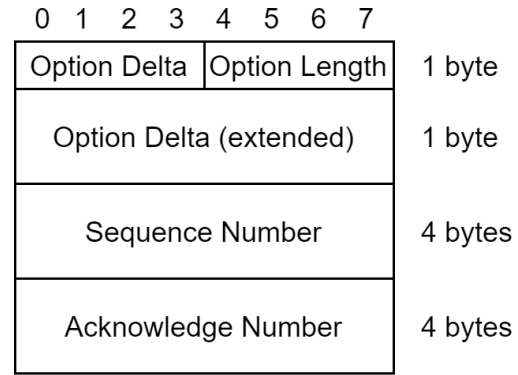 0 1 2 3 4 5 6 7
Option Delta Option Length 1 byte
Option Delta (extended) 1 byte
Sequence Number 4 bytes
Acknowledge Number 4 bytes